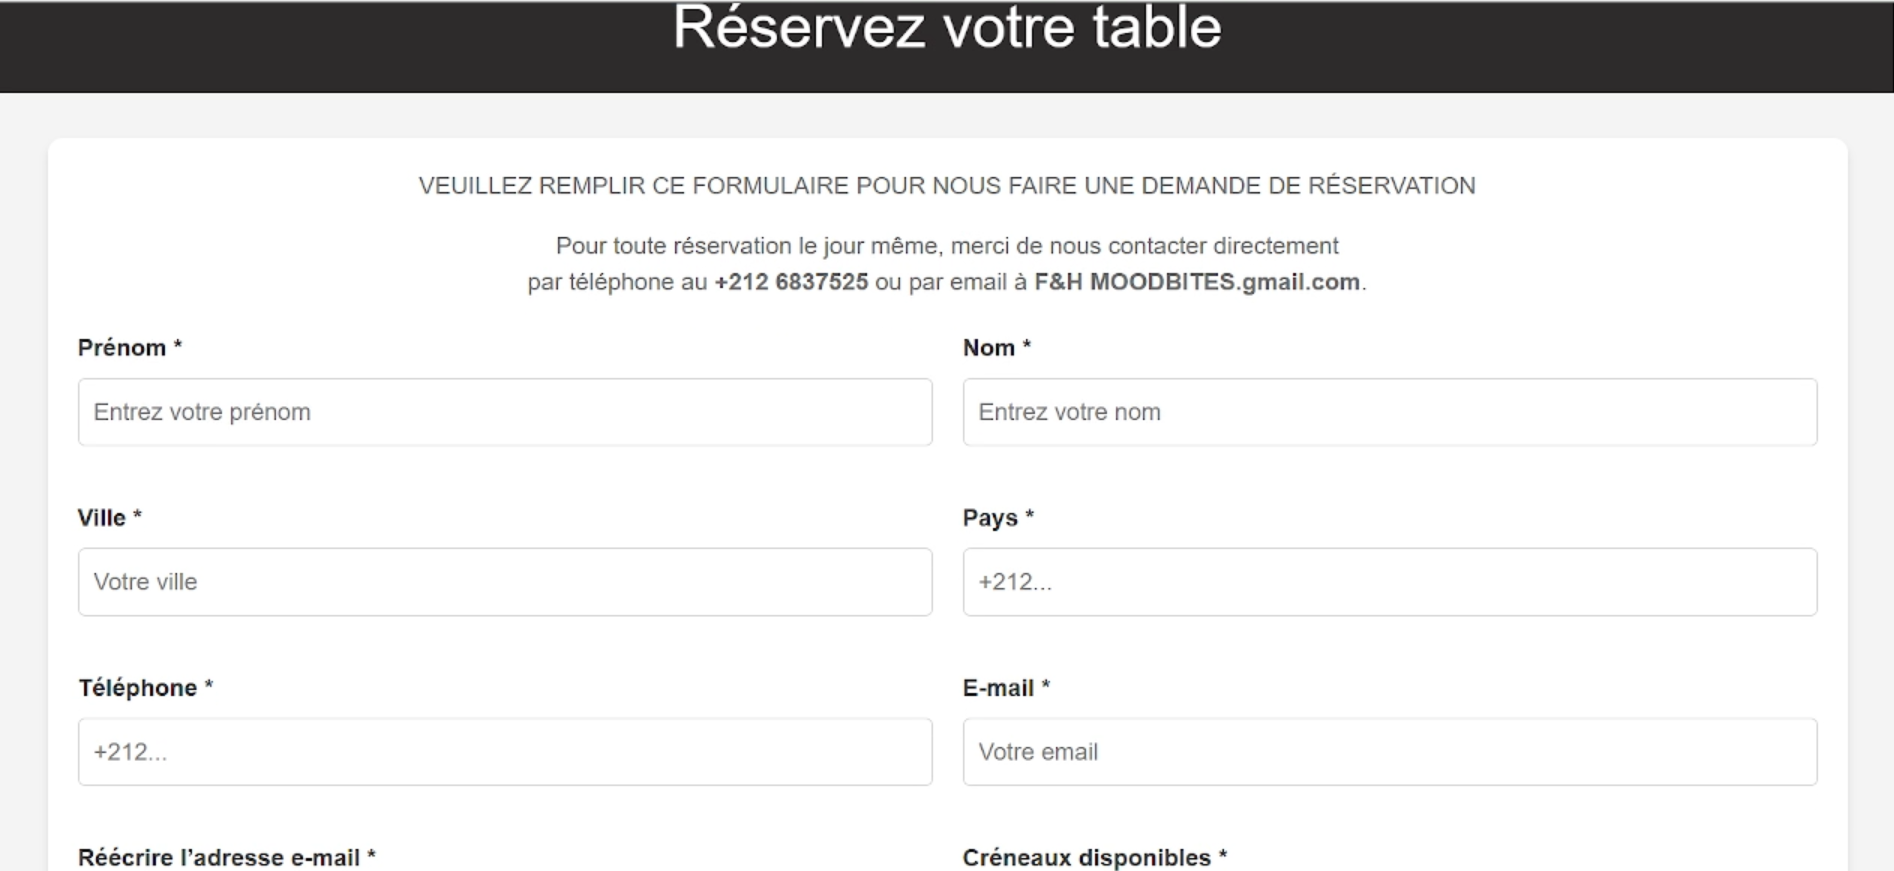 Réservez votre table
VEUILLEZ REMPLIR CE FORMULAIRE POUR NOUS FAIRE UNE DEMANDE DE RÉSERVATION
Pour toute réservation le jour même, merci de nous contacter directement
par téléphone au +212 6837525 ou par email à F&H MOODBITES.gmail.com.
Prénom * Nom *
Entrez votre prénom Entrez votre nom
Ville * Pays *
Votre ville +212...
Téléphone * E-mail *
+212... Votre email
Réécrire l’adresse e-mail * Créneaux disponibles *